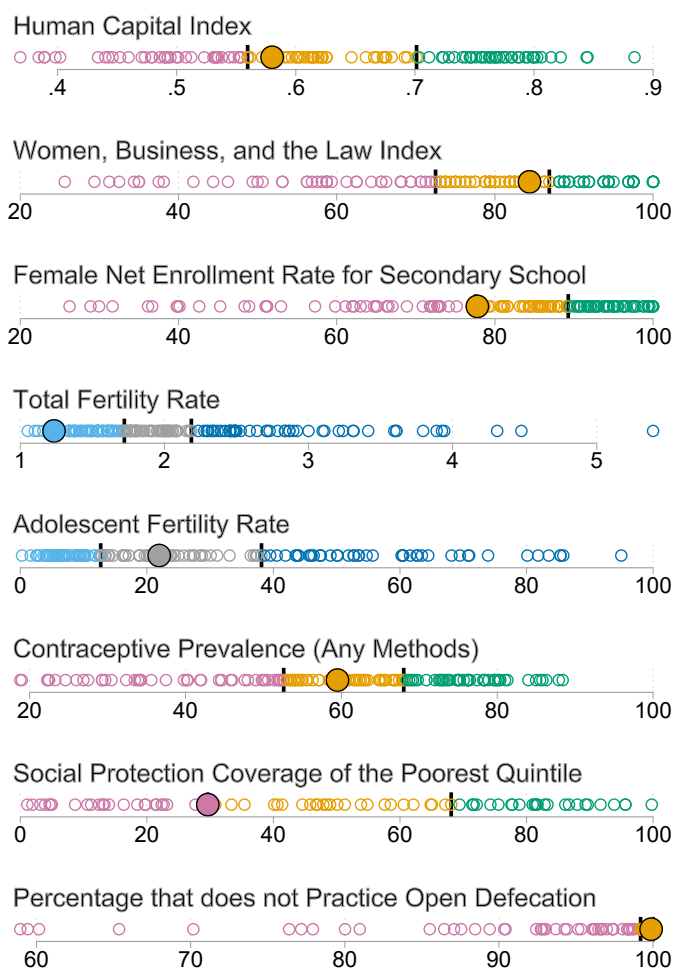 Human Capital Index
.4 .5 .6 .7 .8 .9
Women, Business, and the Law Index
20 40 60 80 100
Female Net Enrollment Rate for Secondary School
20 40 60 80 100
Total Fertility Rate
1 2 3 4 5
Adolescent Fertility Rate
0 20 40 60 80 100
Contraceptive Prevalence (Any Methods)
20 40 60 80 100
Social Protection Coverage of the Poorest Quintile
0 20 40 60 80 100
Percentage that does not Practice Open Defecation
60 70 80 90 100